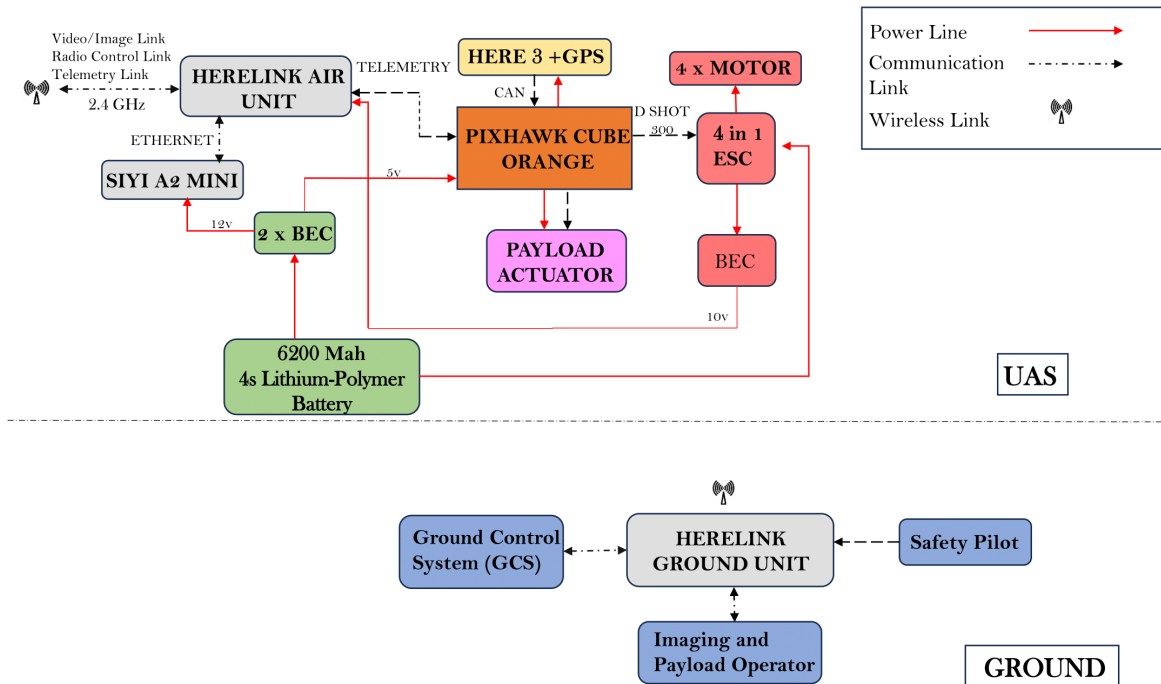 Video/Image Link
Radio Control Link
Telemetry Link
2.4 GHz
HERELINK AIR
UNIT
TELEMETRY
HERE 3 +GPS
CAN
4 x MOTOR
Power Line
Communication
Link
Wireless Link
ETHERNET
PIXHAWK CUBE
ORANGE
D SHOT
300
4 in 1
ESC
SIYI A2 MINI
5v
12v
2 x BEC
PAYLOAD
ACTUATOR
BEC
10v
6200 Mah
4s Lithium-Polymer
Battery
UAS
Ground Control
System (GCS)
HERELINK
GROUND UNIT
Safety Pilot
Imaging and
Payload Operator
GROUND